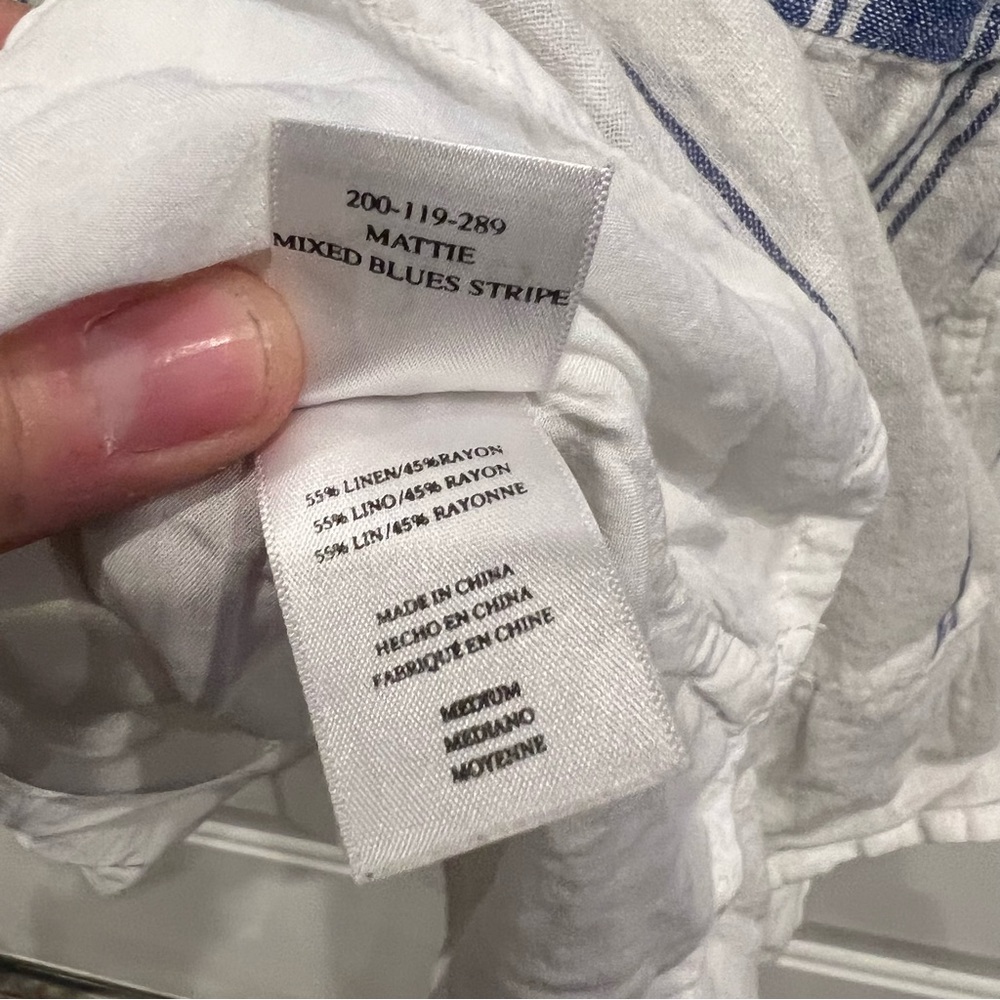 200-119-289
MATTIE
MIXED BLUES STRIPE
55% LINEN/45%RAYON
55% LINO/45% RAYON
55% LIN/45% RAYONNE
MADE IN CHINA
HECHO EN CHINA
FABRIQUÉ EN CHINE
MEDIUM
MEDIANO
MOYENNE